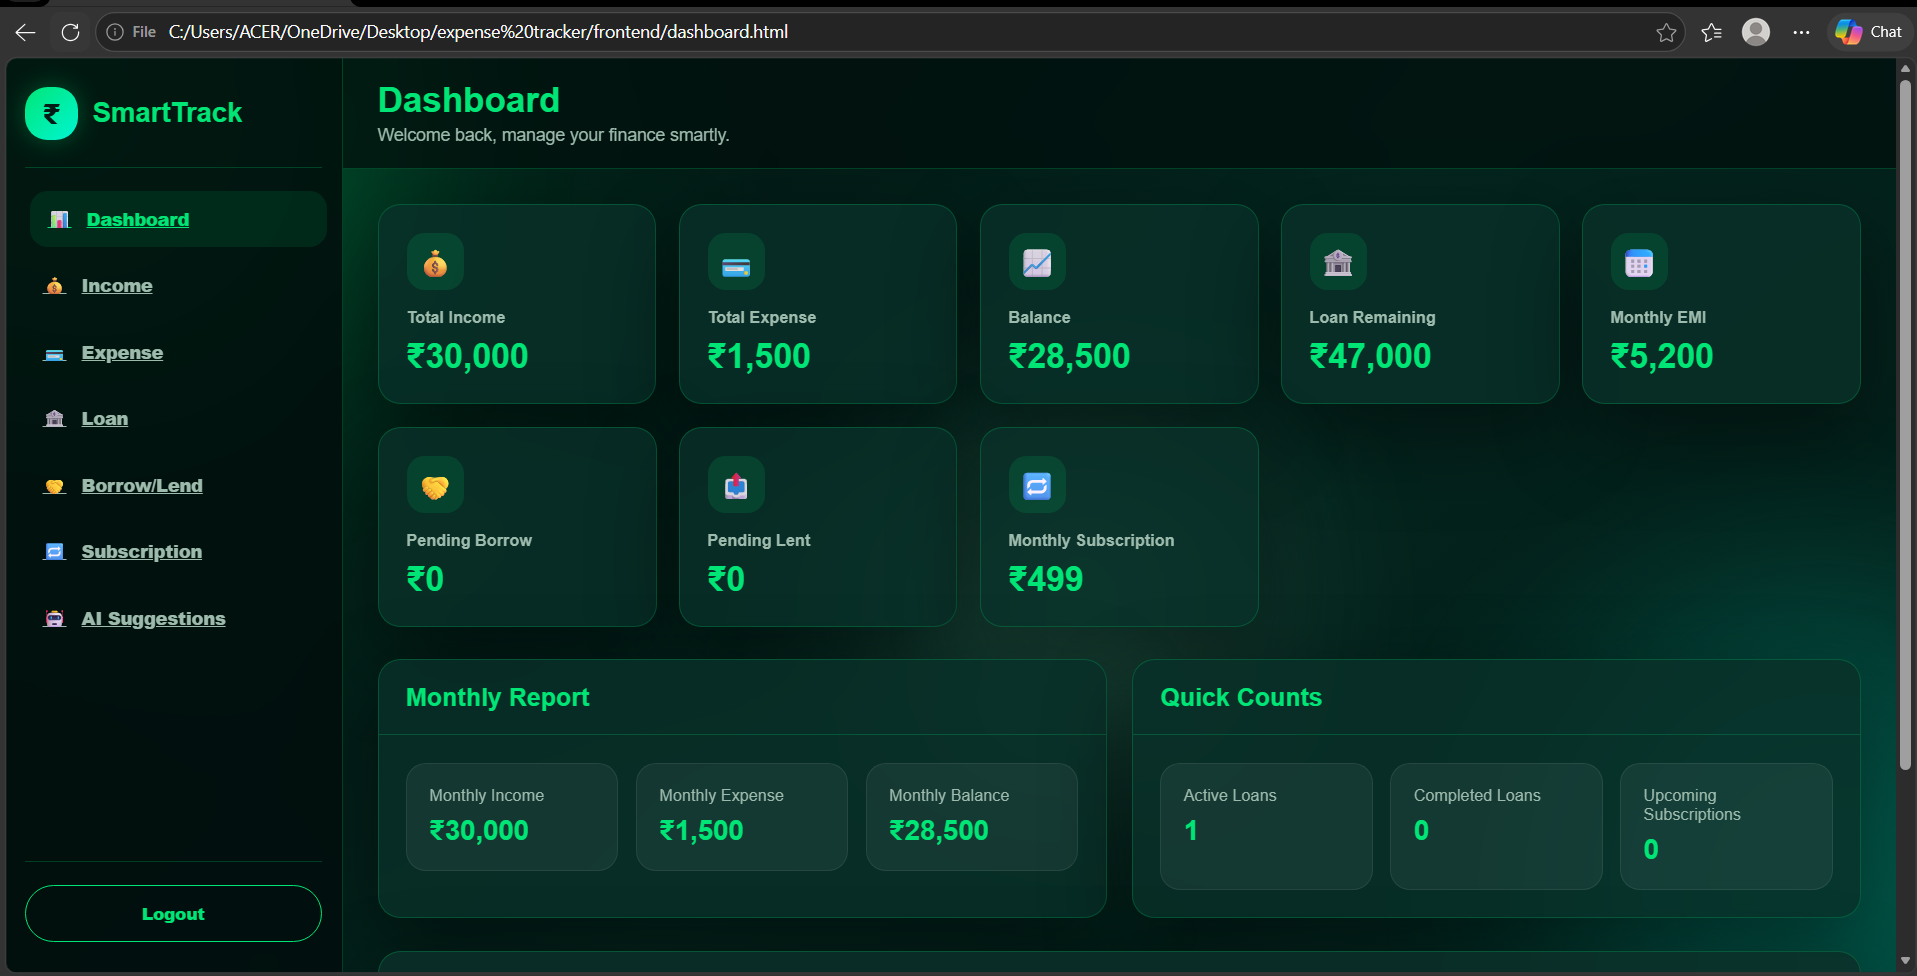 File C:/Users/ACER/OneDrive/Desktop/expense%20tracker/frontend/dashboard.html
Chat
₹ SmartTrack
Dashboard
Income
Expense
Loan
Borrow/Lend
Subscription
AI Suggestions
Logout
Dashboard
Welcome back, manage your finance smartly.
Total Income
₹30,000
Total Expense
₹1,500
Balance
₹28,500
Loan Remaining
₹47,000
Monthly EMI
₹5,200
Pending Borrow
₹0
Pending Lent
₹0
Monthly Subscription
₹499
Monthly Report
Monthly Income
₹30,000
Monthly Expense
₹1,500
Monthly Balance
₹28,500
Quick Counts
Active Loans
1
Completed Loans
0
Upcoming
Subscriptions
0